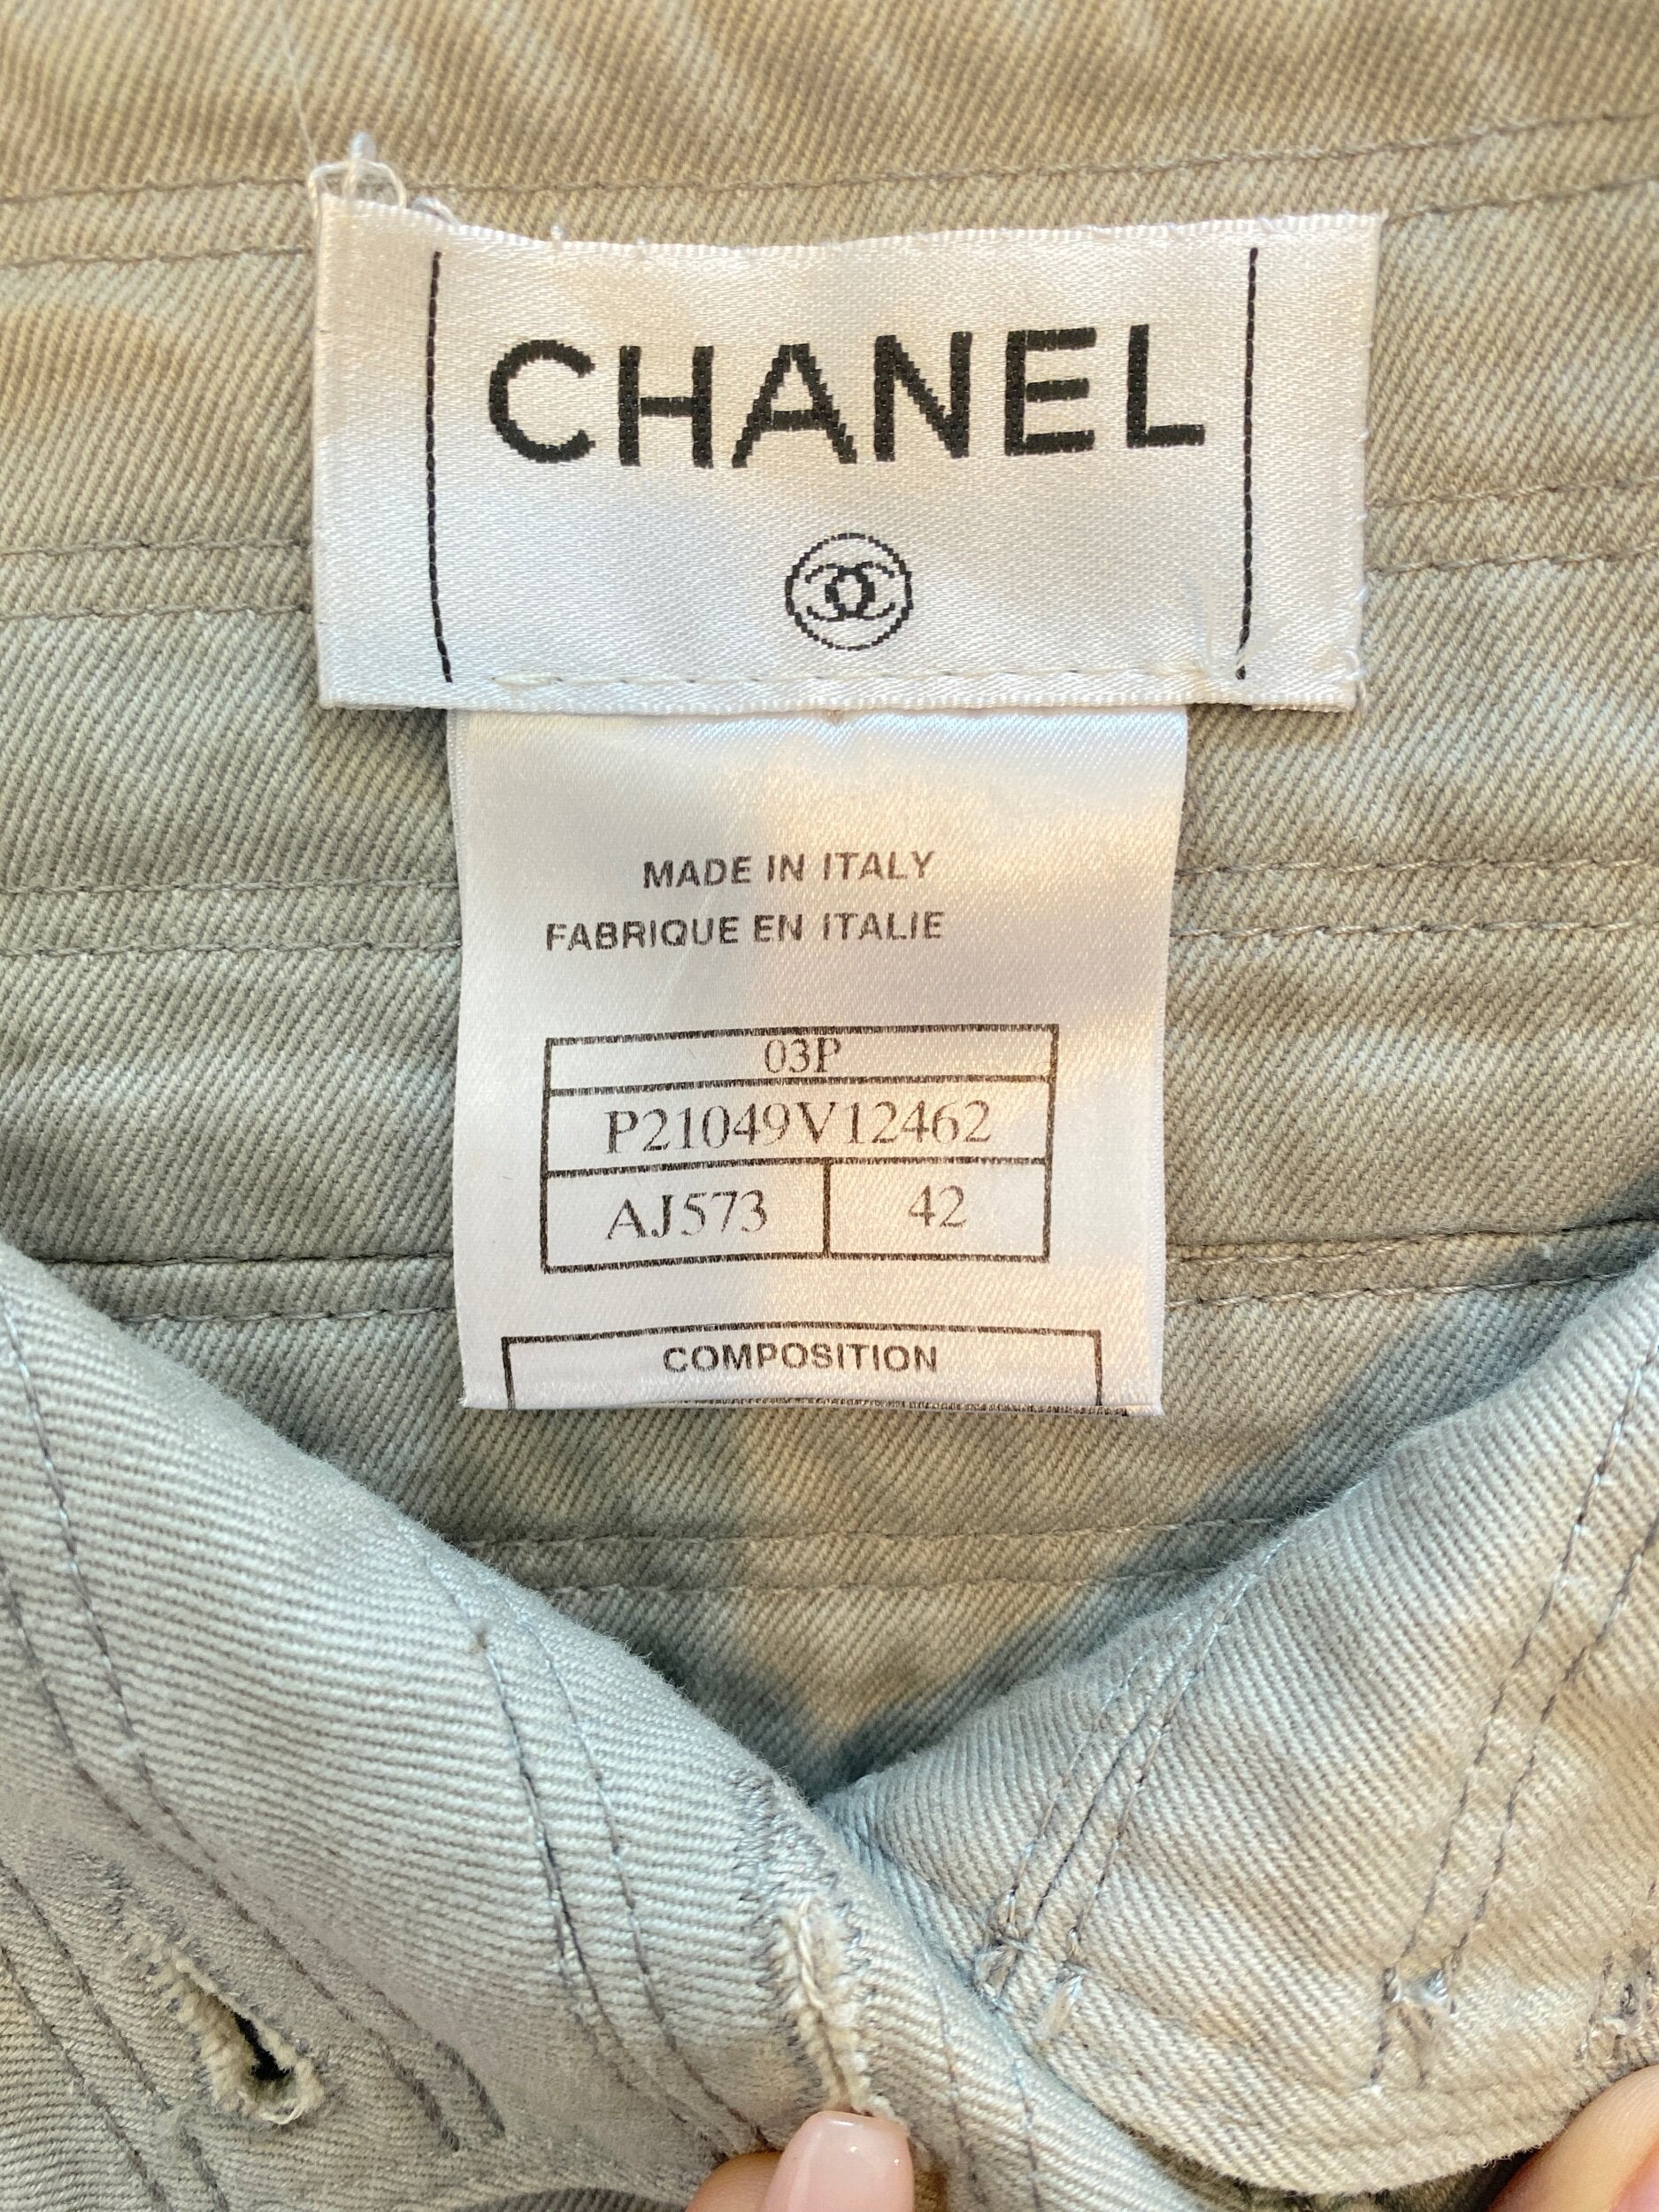 CHANEL
MADE IN ITALY
FABRIQUE EN ITALIE
03P
P21049V12462
AJ573 42
COMPOSITION